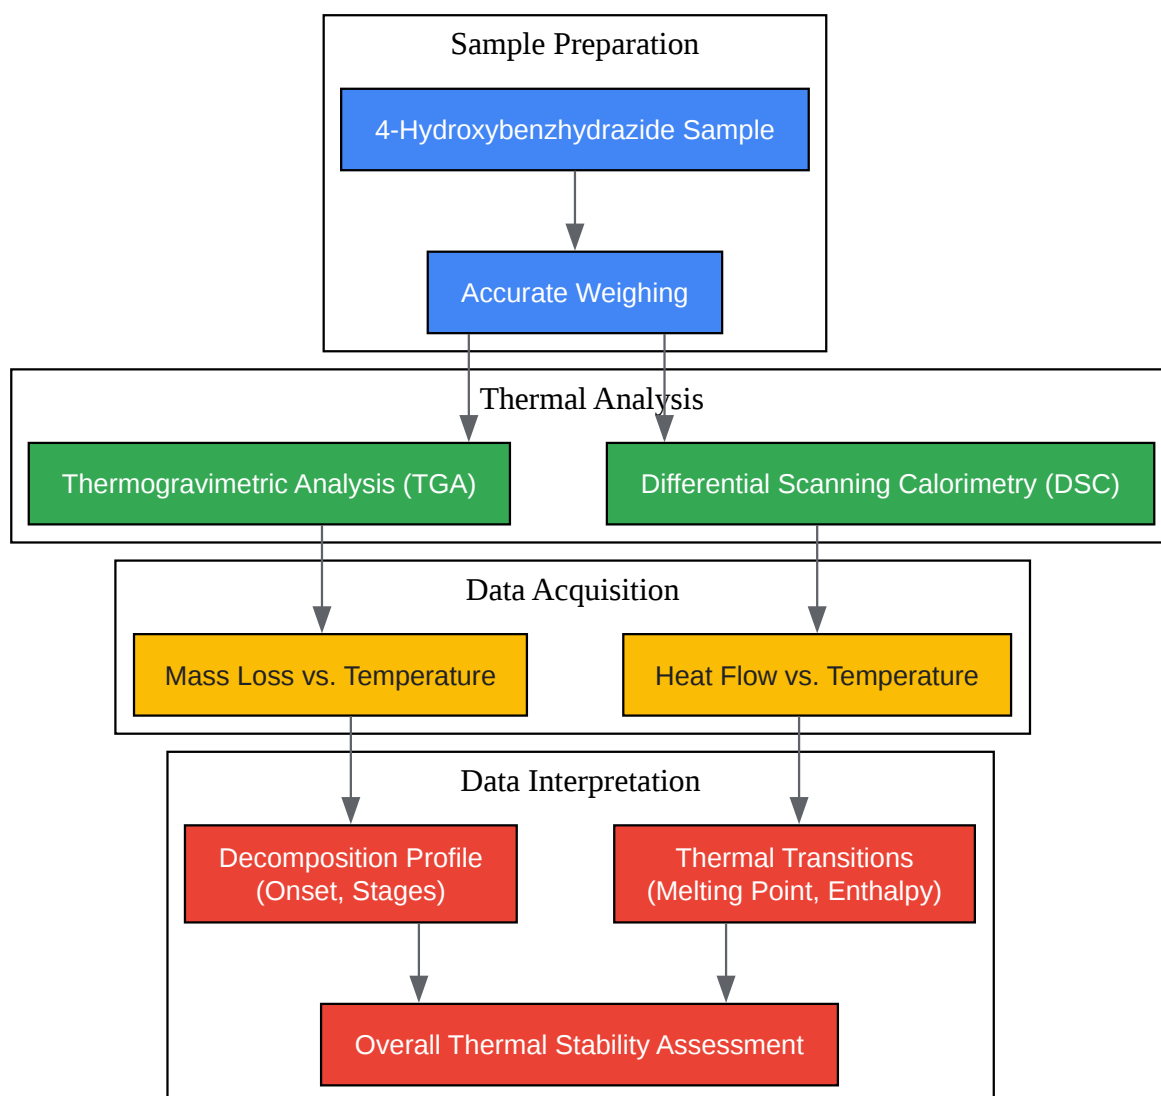 Sample Preparation
4-Hydroxybenzhydrazide Sample
Accurate Weighing
Thermal Analysis
Thermogravimetric Analysis (TGA)
Differential Scanning Calorimetry (DSC)
Data Acquisition
Mass Loss vs. Temperature
Heat Flow vs. Temperature
Data Interpretation
Decomposition Profile
(Onset, Stages)
Thermal Transitions
(Melting Point, Enthalpy)
Overall Thermal Stability Assessment